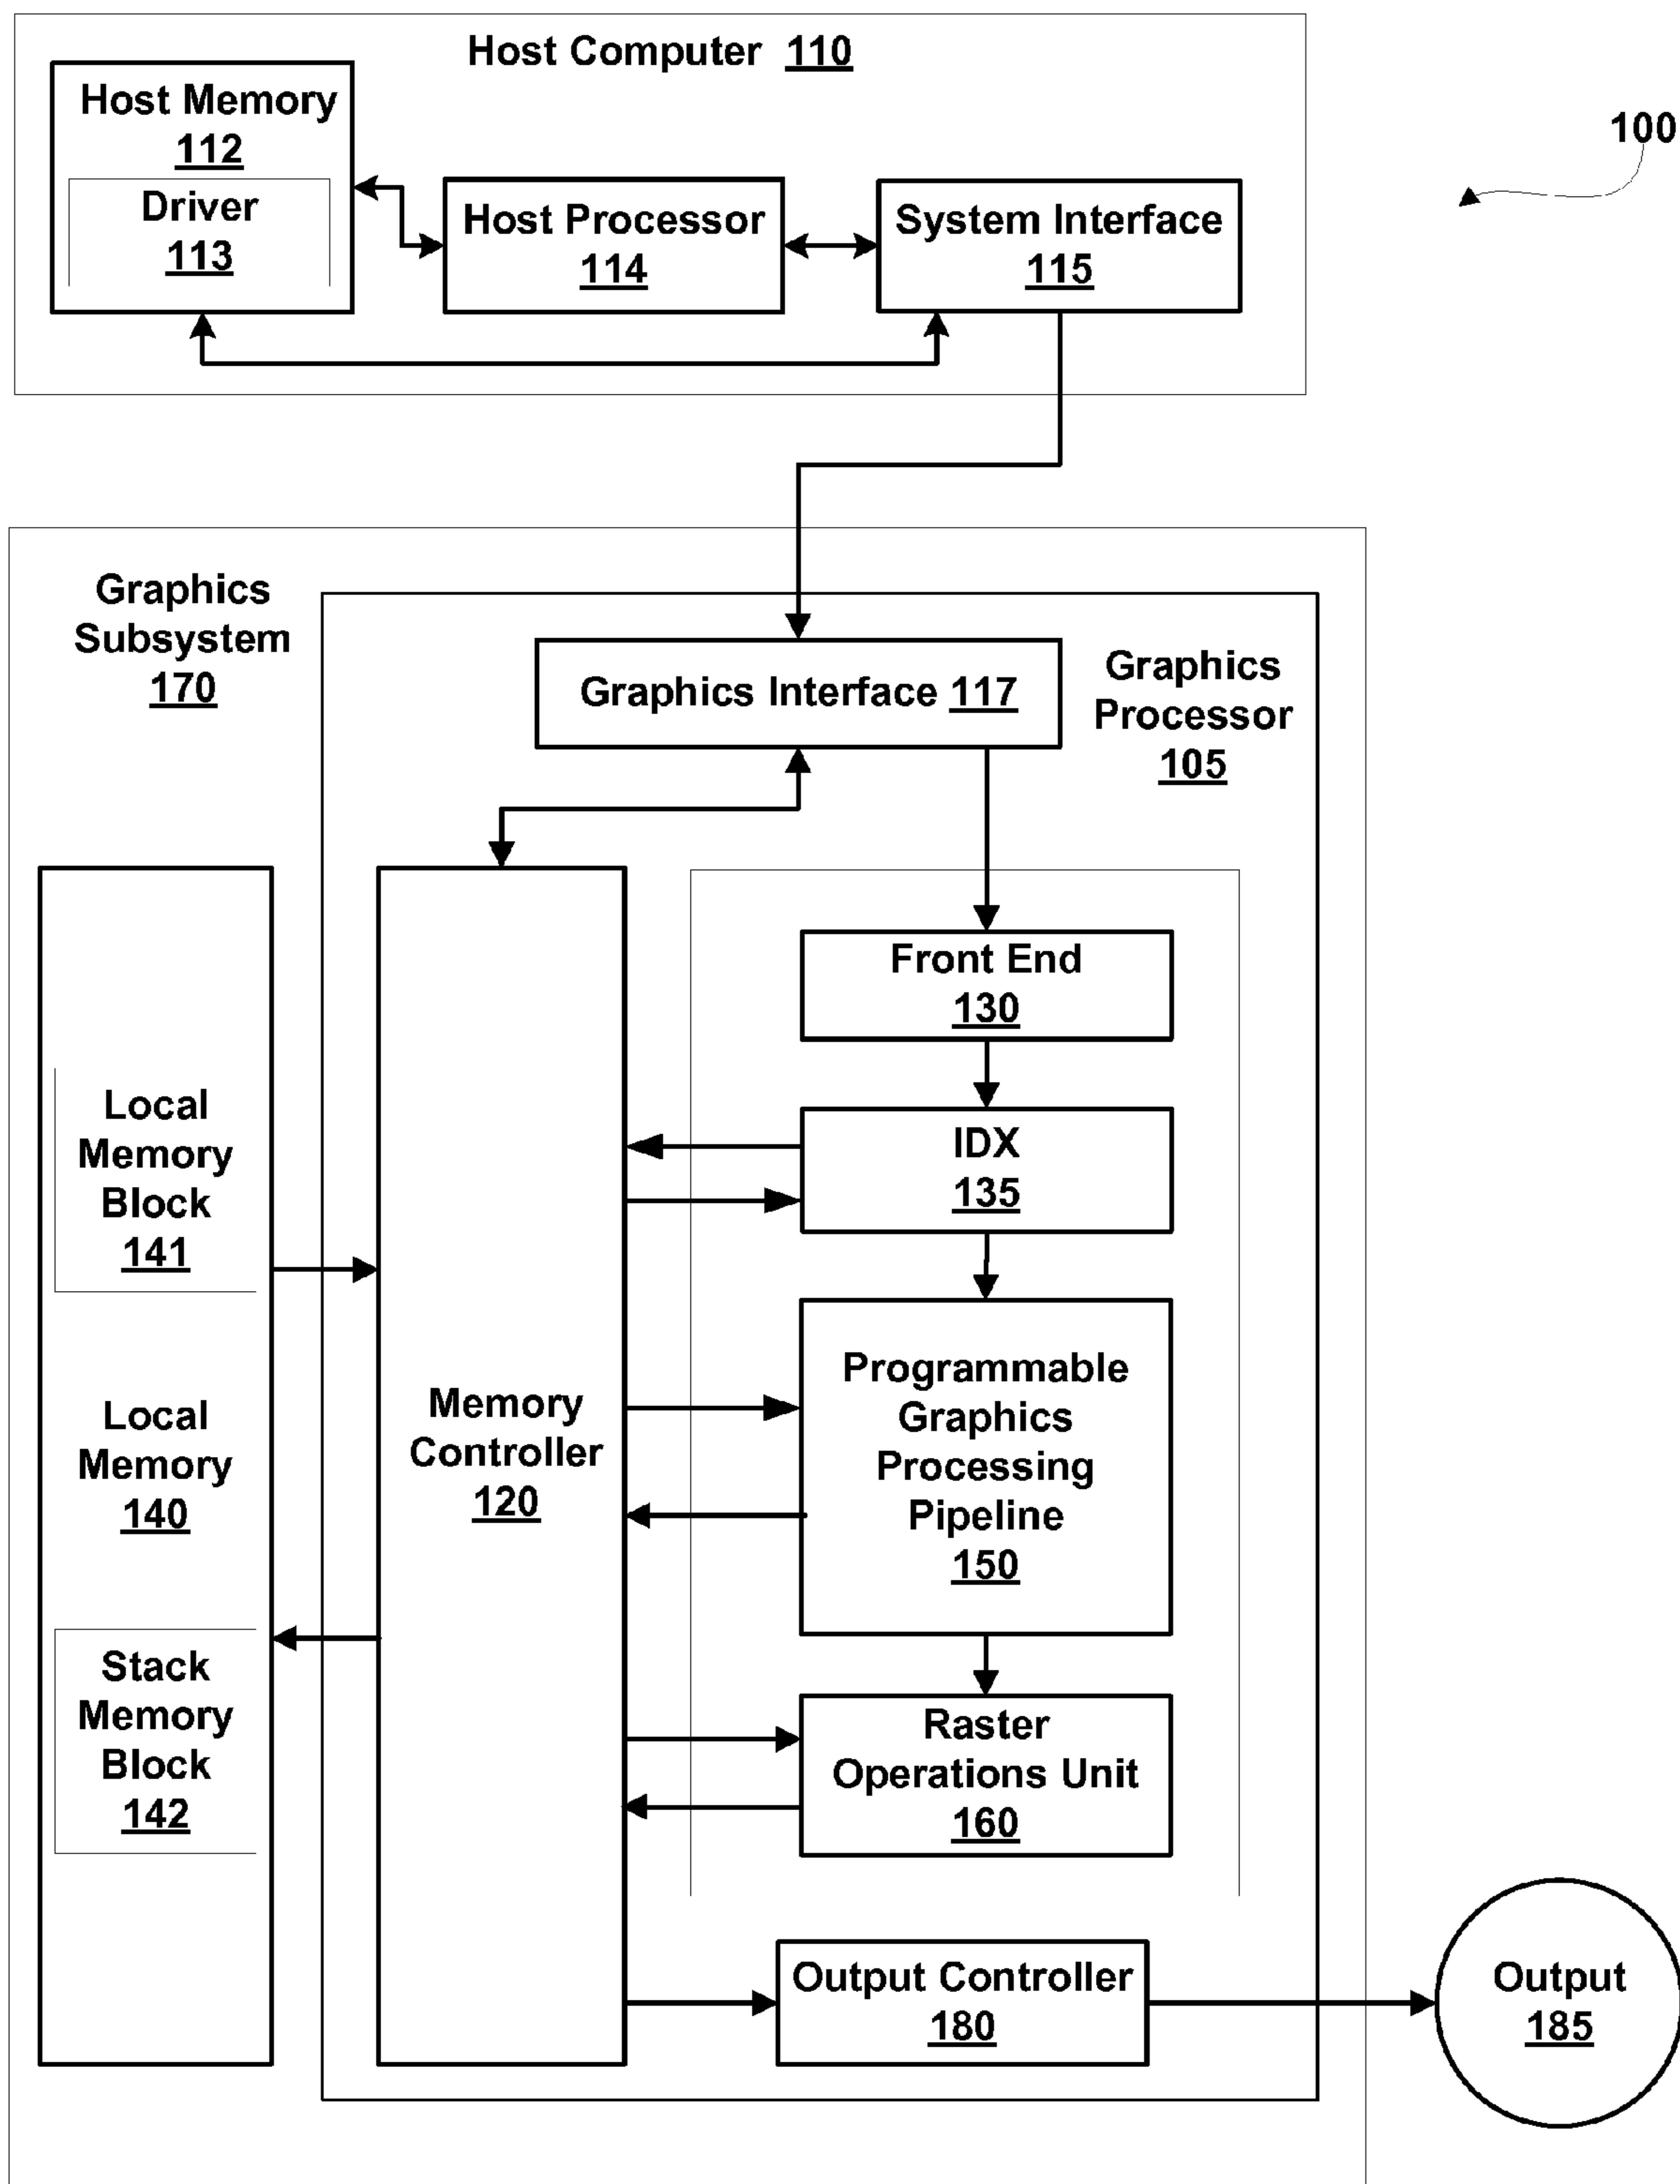 Host Computer 110
Host Memory
112
Driver
113
Host Processor
114
System Interface
115
100
Graphics
Subsystem
170
Graphics Interface 117
Graphics
Processor
105
Front End
130
IDX
135
Local
Memory
Block
141
Local
Memory
140
Stack
Memory
Block
142
Memory
Controller
120
Programmable
Graphics
Processing
Pipeline
150
Raster
Operations Unit
160
Output Controller
180
Output
185